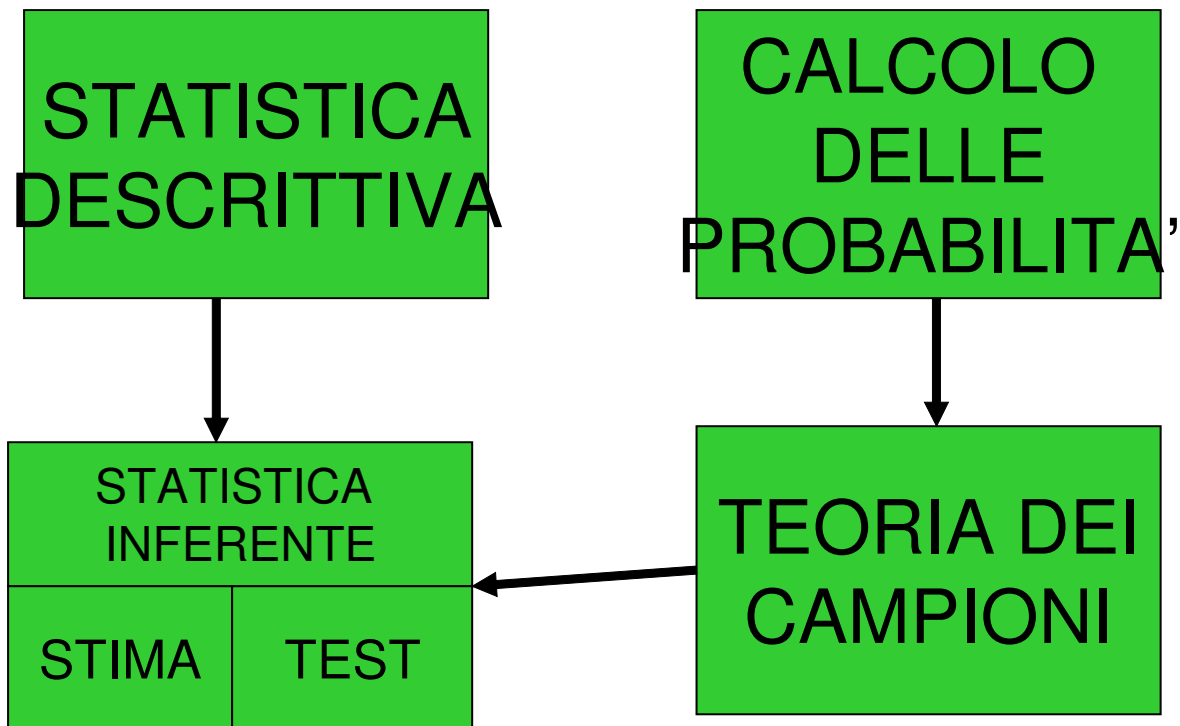 STATISTICA
DESCRITTIVA
CALCOLO
DELLE
PROBABILITA’
STATISTICA
INFERENTE
STIMA
TEST
TEORIA DEI
CAMPIONI